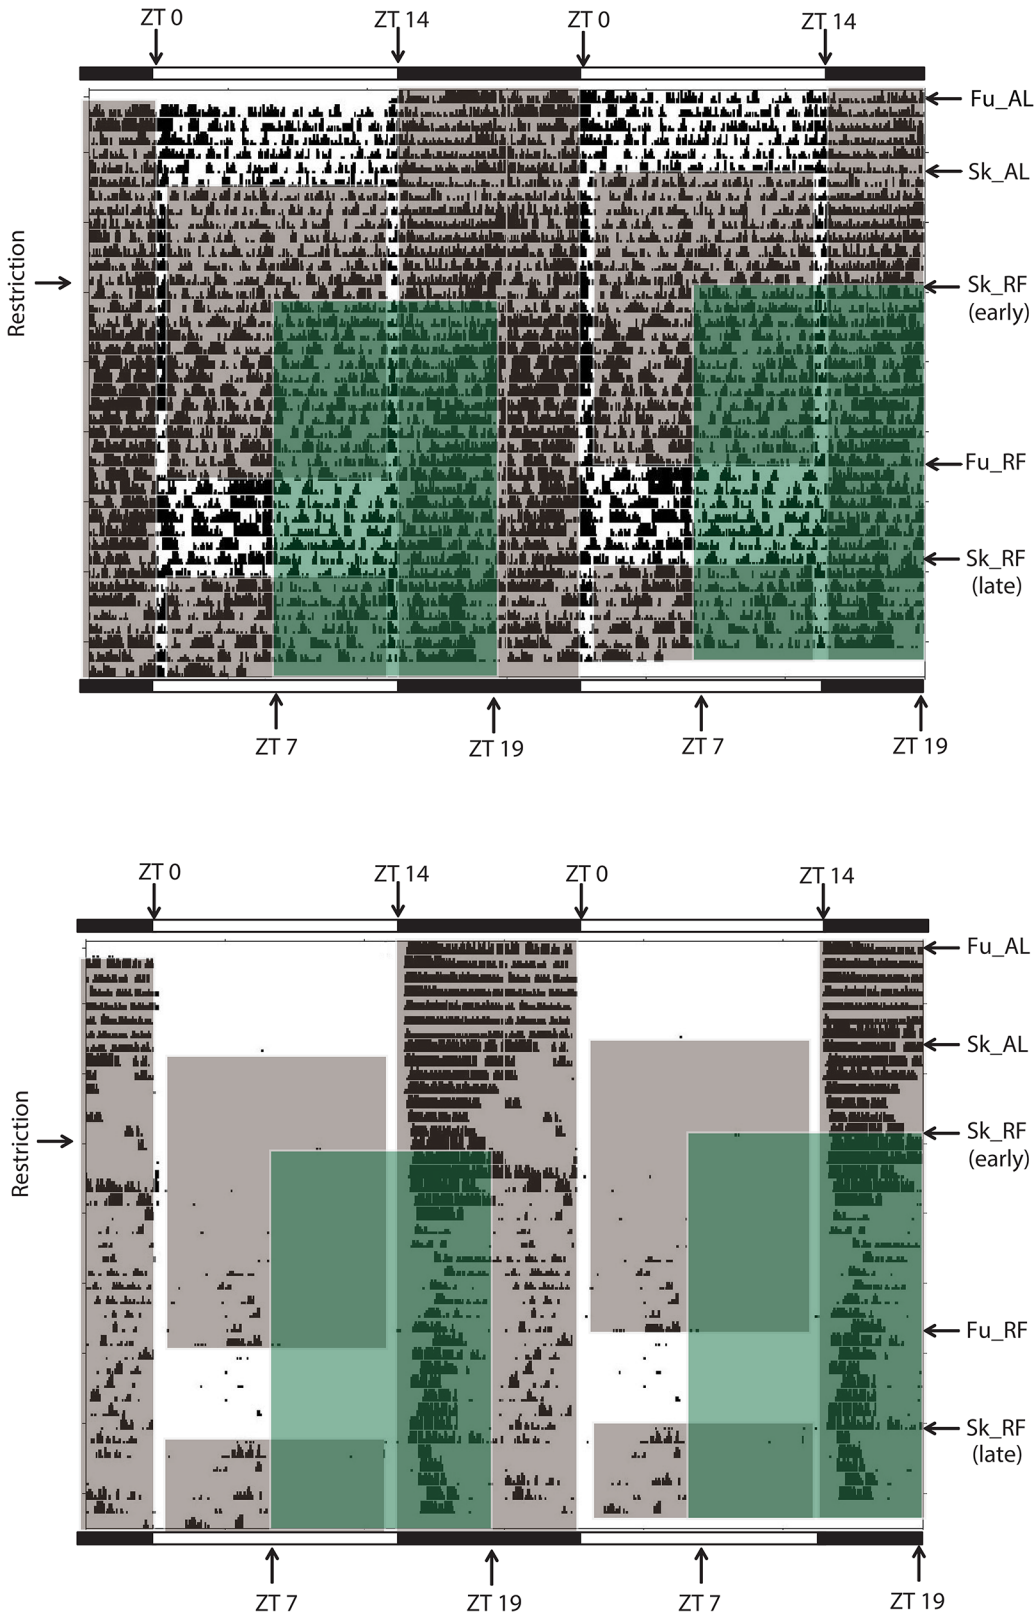 ZT 0
ZT 14
ZT 0
ZT 14
Fu_AL
Sk_AL
Restriction
Sk_RF
(early)
Fu_RF
Sk_RF
(late)
ZT 7
ZT 19
ZT 7
ZT 19
ZT 0
ZT 14
ZT 0
ZT 14
Fu_AL
Sk_AL
Restriction
Sk_RF
(early)
Fu_RF
Sk_RF
(late)
ZT 7
ZT 19
ZT 7
ZT 19